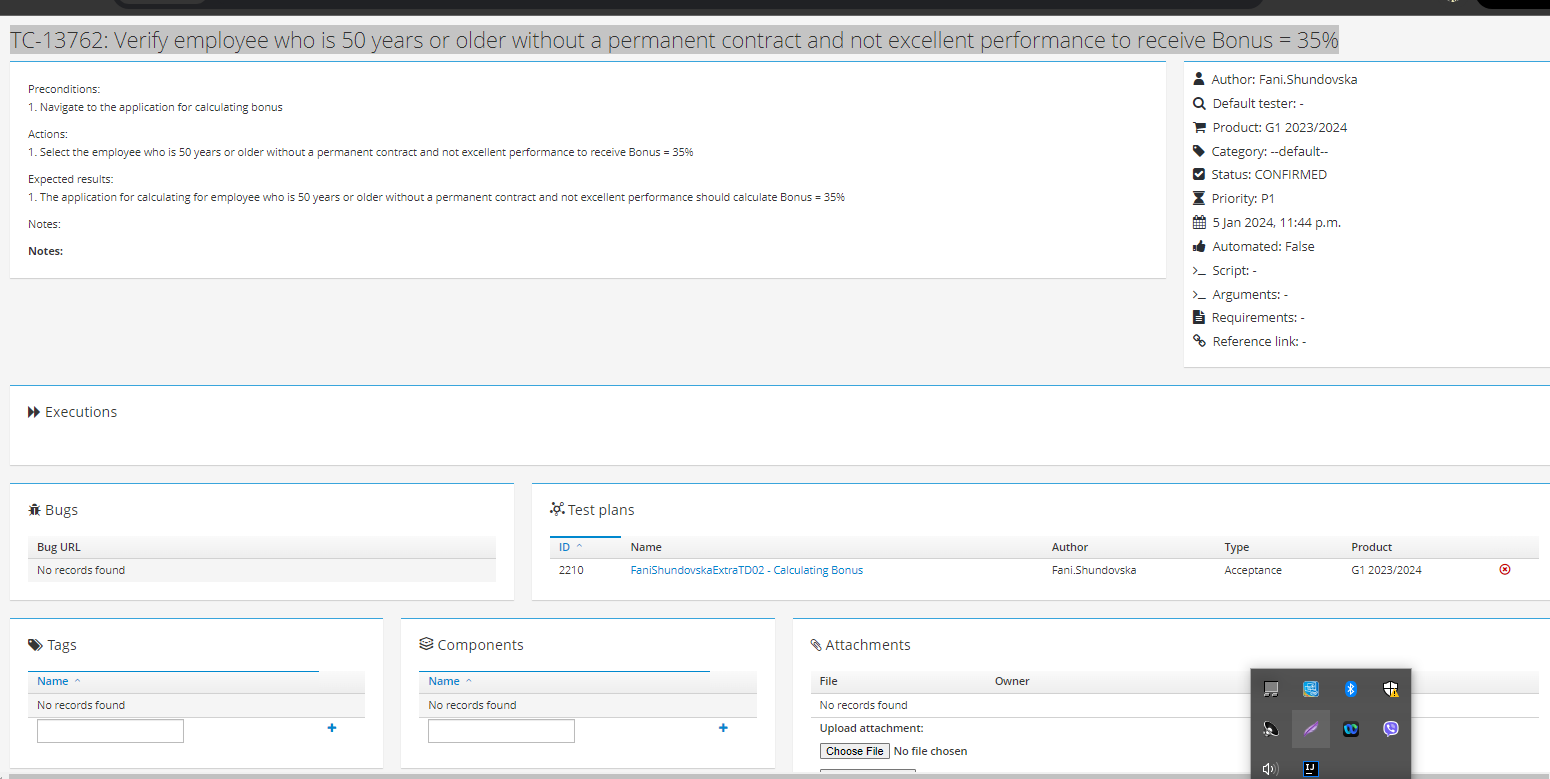 TC-13762: Verify employee who is 50 years or older without a permanent contract and not excellent performance to receive Bonus = 35%
Preconditions:
1. Navigate to the application for calculating bonus
Actions:
1. Select the employee who is 50 years or older without a permanent contract and not excellent performance to receive Bonus = 35%
Expected results:
1. The application for calculating for employee who is 50 years or older without a permanent contract and not excellent performance should calculate Bonus = 35%
Notes:
Notes:
Author: Fani.Shundovska
Default tester: -
Product: G1 2023/2024
Category: --default--
Status: CONFIRMED
Priority: P1
5 Jan 2024, 11:44 p.m.
Automated: False
Script: -
Arguments: -
Requirements: -
Reference link: -
Executions
Bugs
Bug URL
No records found
Test plans
ID Name Author Type Product
2210 FaniShundovskaExtraTD02 - Calculating Bonus Fani.Shundovska Acceptance G1 2023/2024
Tags
Name
No records found
Components
Name
No records found
Attachments
File Owner
No records found
Upload attachment:
Choose File No file chosen
IJ